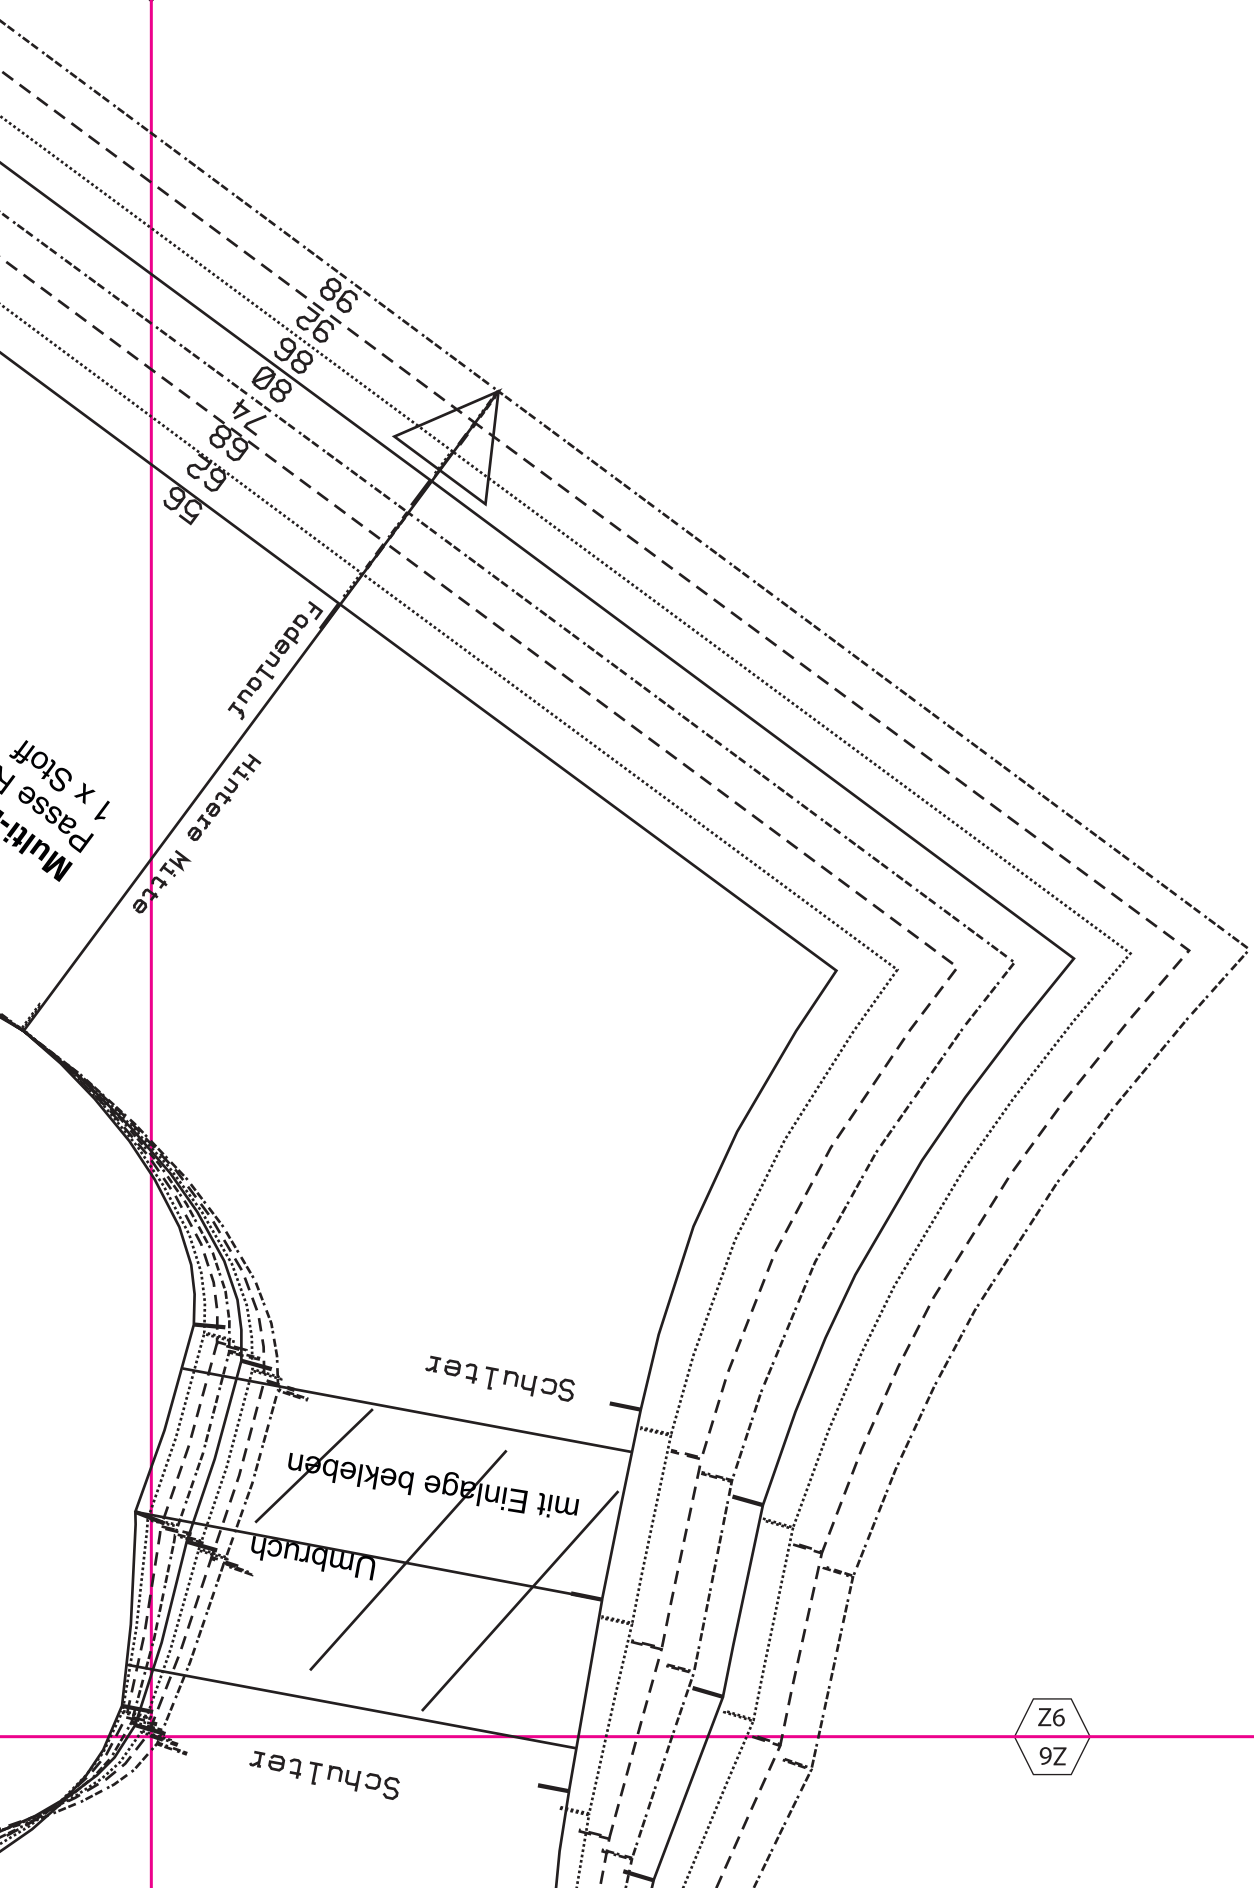 98
92
86
80
74
68
62
56
Fadenlauf
Hintere Mitte
1 x Stoff
Passe
Multi-
Schulter
mit Einlage bekleben
Umbruch
Schulter
Z6
Z6